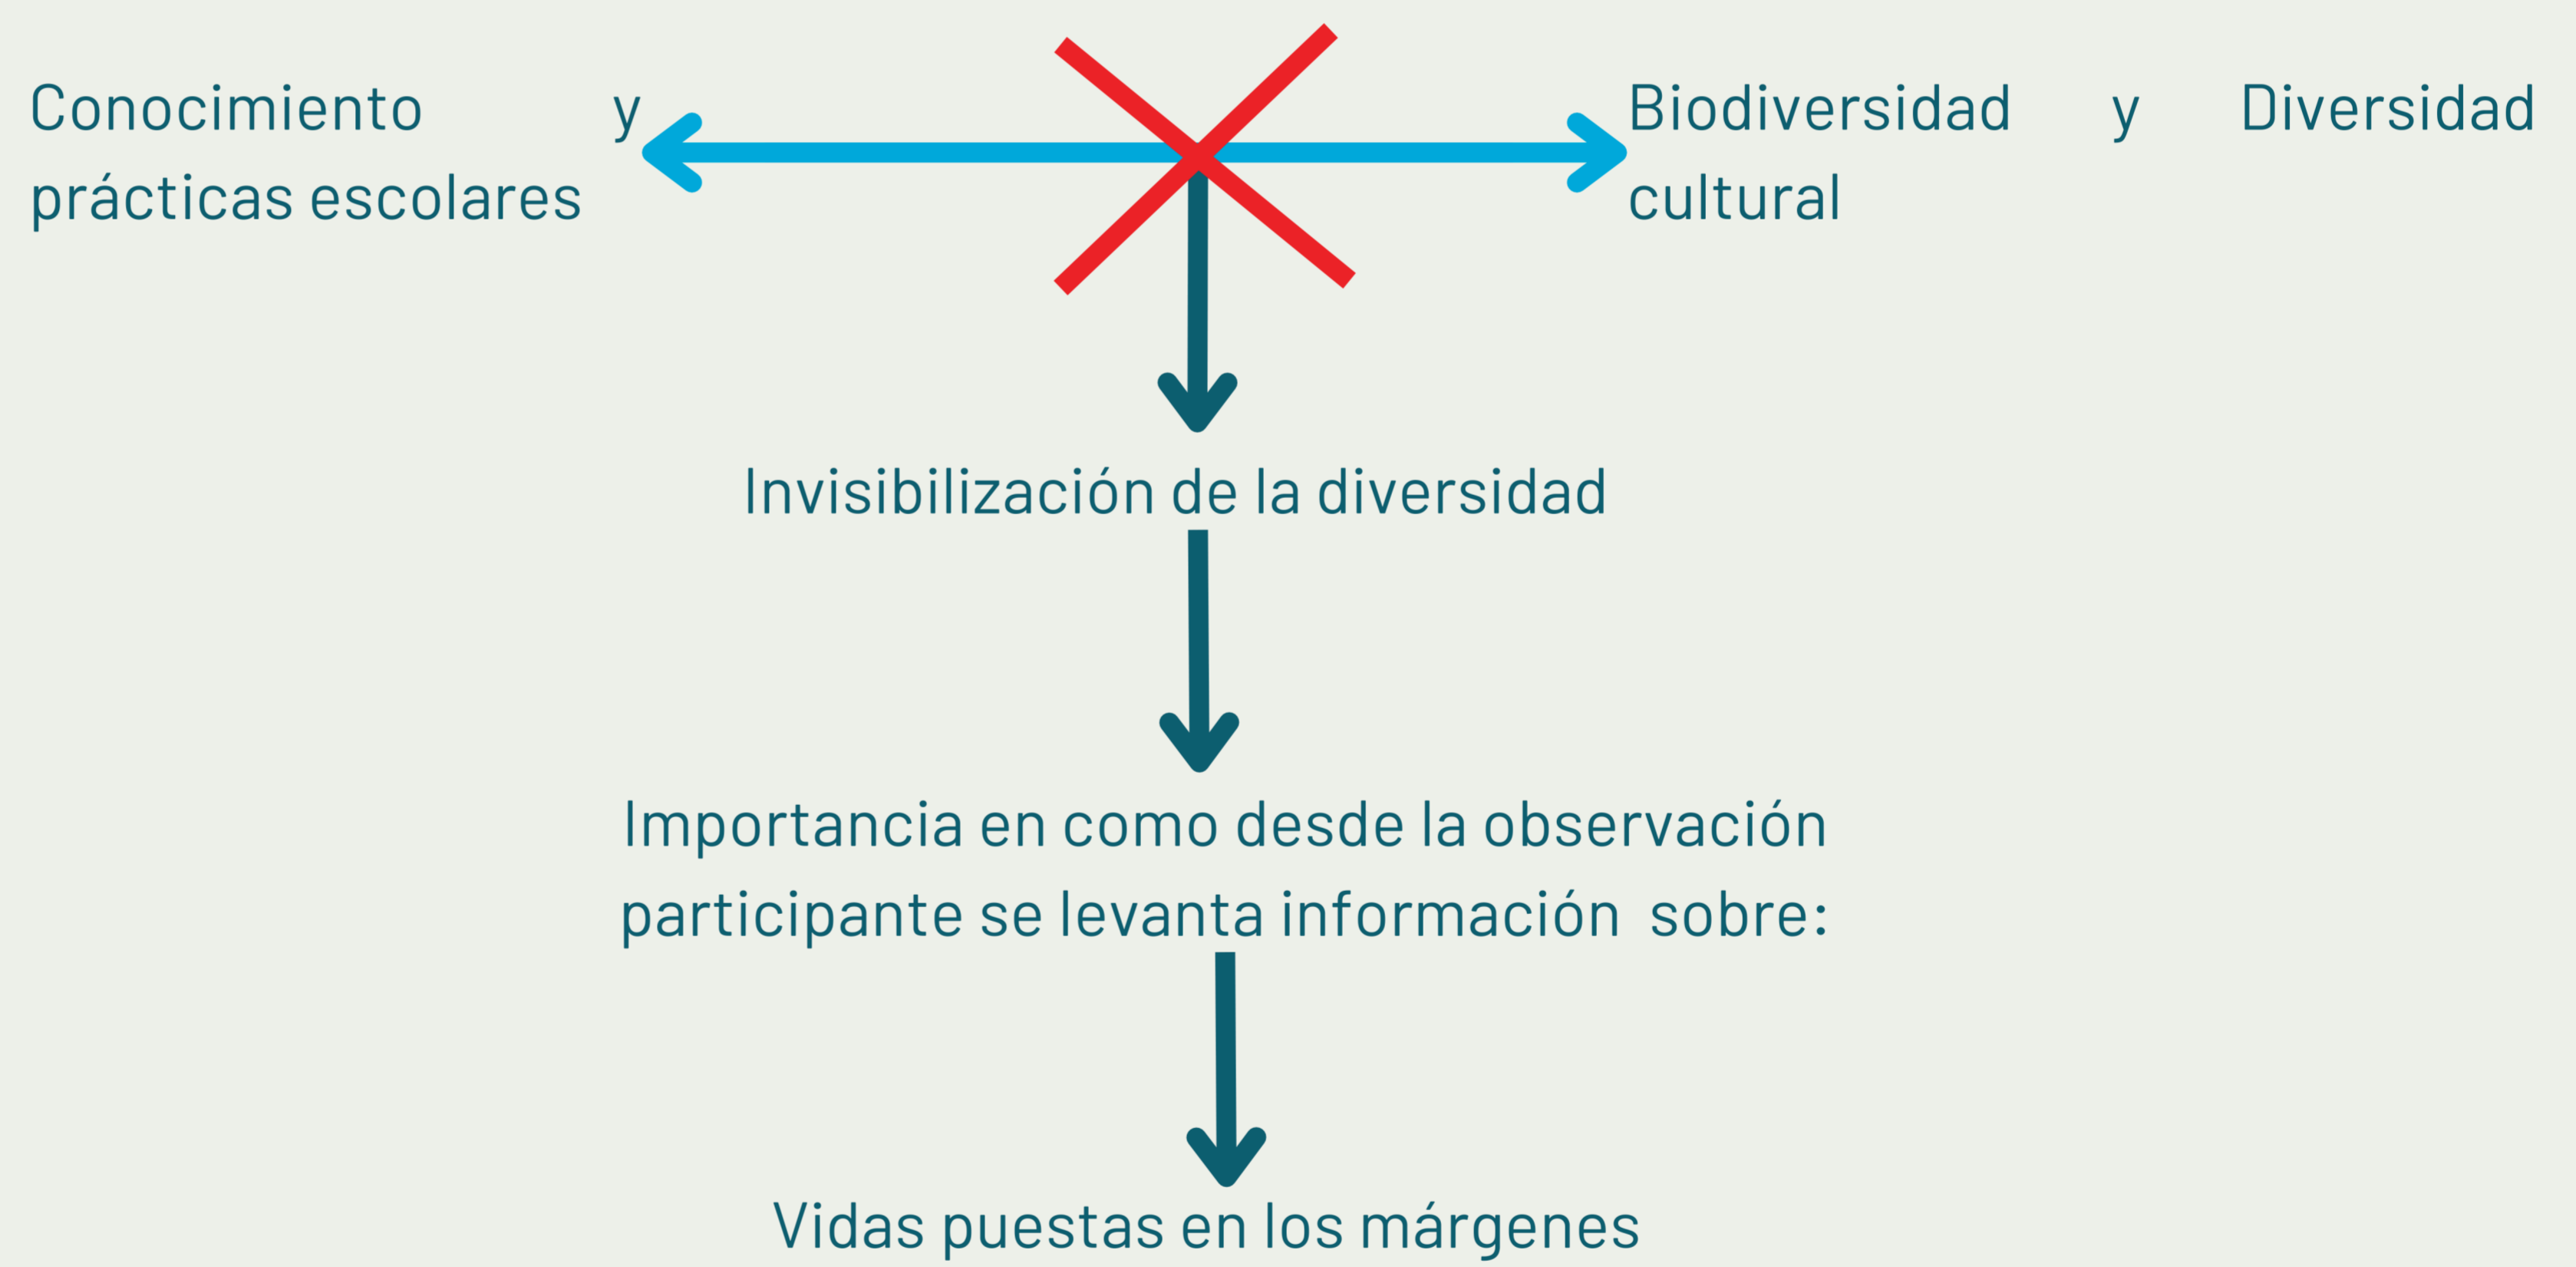 Conocimiento y
prácticas escolares
Biodiversidad y Diversidad
cultural
Invisibilización de la diversidad
Importancia en como desde la observación
participante se levanta información sobre:
Vidas puestas en los márgenes